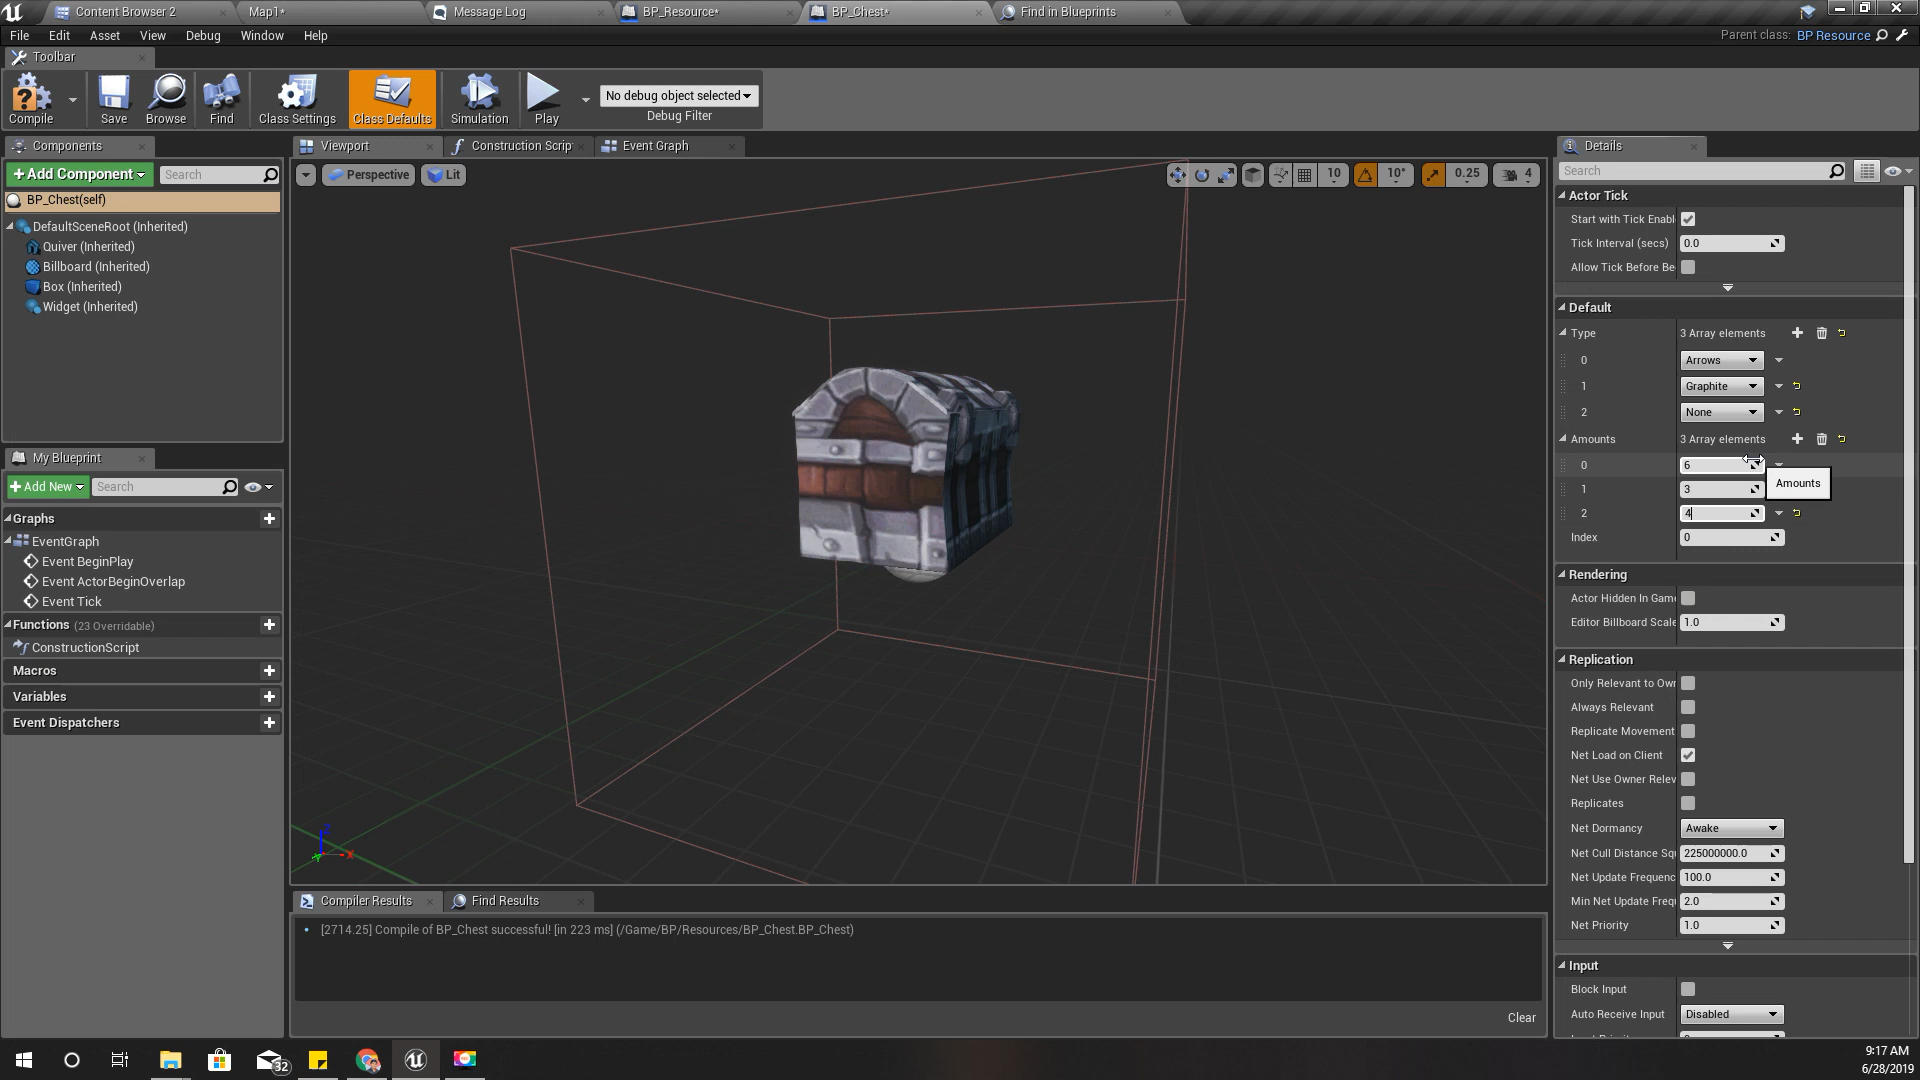 Content Browser 2
Map1*
Message Log
BP_Resource*
BP_Chest*
Find in Blueprints
File Edit Asset View Debug Window Help
Parent class: BP Resource
Toolbar
Compile
Save
Browse
Find
Class Settings
Class Defaults
Simulation
Play
No debug object selected
Debug Filter
Components
+Add Component
Search
BP_Chest(self)
DefaultSceneRoot (Inherited)
Quiver (Inherited)
Billboard (Inherited)
Box (Inherited)
Widget (Inherited)
My Blueprint
+Add New
Search
Graphs
EventGraph
Event BeginPlay
Event ActorBeginOverlap
Event Tick
Functions (23 Overridable)
ConstructionScript
Macros
Variables
Event Dispatchers
Viewport
Construction Scrip
Event Graph
Perspective
Lit
10
10°
0.25
4
Z
X
Y
Compiler Results
Find Results
[2714.25] Compile of BP_Chest successful! [in 223 ms] (/Game/BP/Resources/BP_Chest.BP_Chest)
Clear
Details
Search
Actor Tick
Start with Tick Enabl
Tick Interval (secs) 0.0
Allow Tick Before Be
Default
Type 3 Array elements
0 Arrows
1 Graphite
2 None
Amounts 3 Array elements
0 6
Amounts
1 3
2 4
Index 0
Rendering
Actor Hidden In Game
Editor Billboard Scale 1.0
Replication
Only Relevant to Own
Always Relevant
Replicate Movement
Net Load on Client
Net Use Owner Relev
Replicates
Net Dormancy Awake
Net Cull Distance Squ 225000000.0
Net Update Frequenc 100.0
Min Net Update Freq 2.0
Net Priority 1.0
Input
Block Input
Auto Receive Input Disabled
32
9:17 AM
6/28/2019